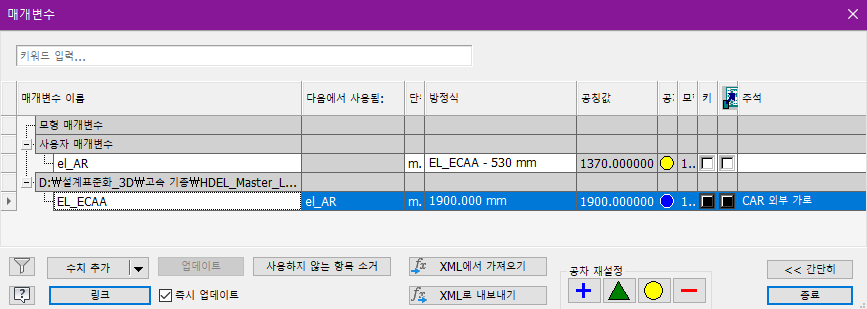 매개변수
키워드 입력...
매개변수 이름 다음에서 사용됨: 단위 방정식 공칭값 공차 모형 키 주석
모형 매개변수
사용자 매개변수
el_AR m. EL_ECAA - 530 mm 1370.000000 1..
D:₩설계표준화_3D₩고속 기종₩HDEL_Master_L...
EL_ECAA el_AR m. 1900.000 mm 1900.000000 1.. CAR 외부 가로
수치 추가 업데이트 사용하지 않는 항목 소거 XML에서 가져오기 공차 재설정 << 간단히
링크 즉시 업데이트 XML로 내보내기 종료